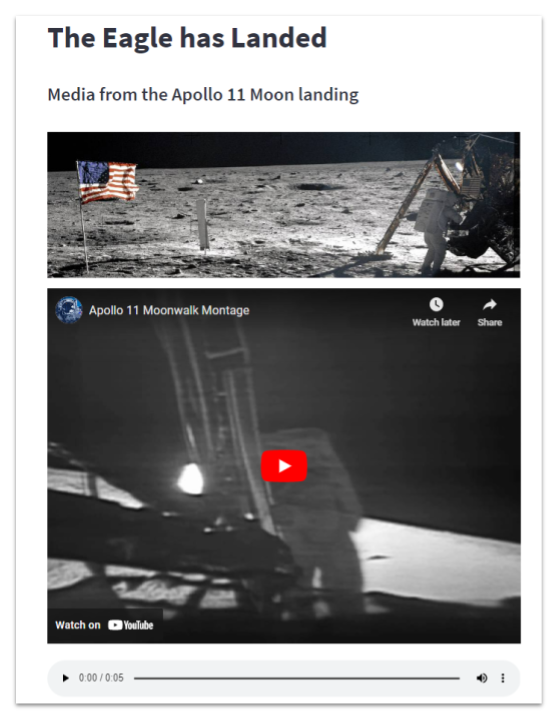 The Eagle has Landed
Media from the Apollo 11 Moon landing
Apollo 11 Moonwalk Montage
Watch later
Share
Watch on YouTube
0:00 / 0:05